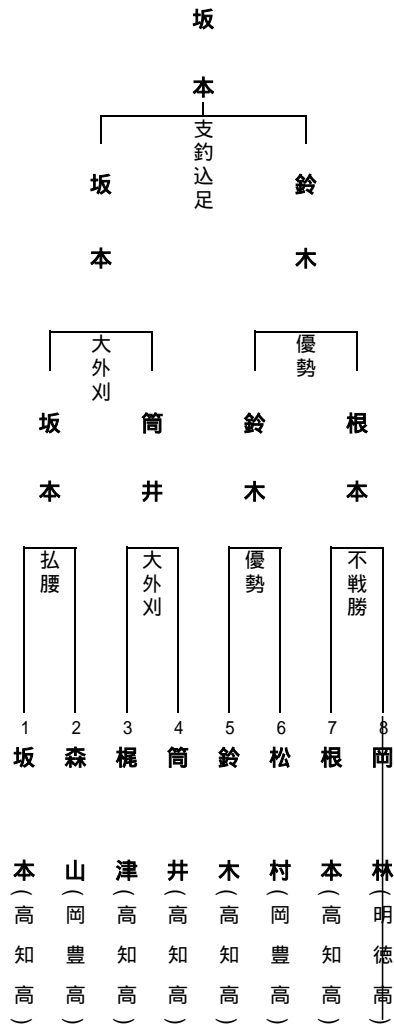 坂本
支釣込足
坂本
鈴木
大外刈
優勢
坂本
筒井
鈴木
根本
払腰
大外刈
優勢
不戦勝
1
坂本(高知高)
2
森山(岡豊高)
3
梶津(高知高)
4
筒井(高知高)
5
鈴木(高知高)
6
松村(岡豊高)
7
根本(高知高)
8
岡林(明徳高)